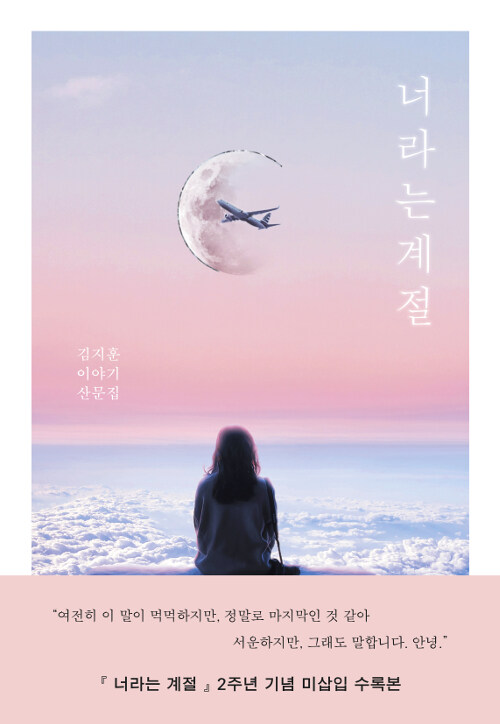 너라는계절
김지훈
이야기
산문집
“여전히 이 말이 먹먹하지만, 정말로 마지막인 것 같아
서운하지만, 그래도 말합니다. 안녕.”
『 너라는 계절 』 2주년 기념 미삽입 수록본